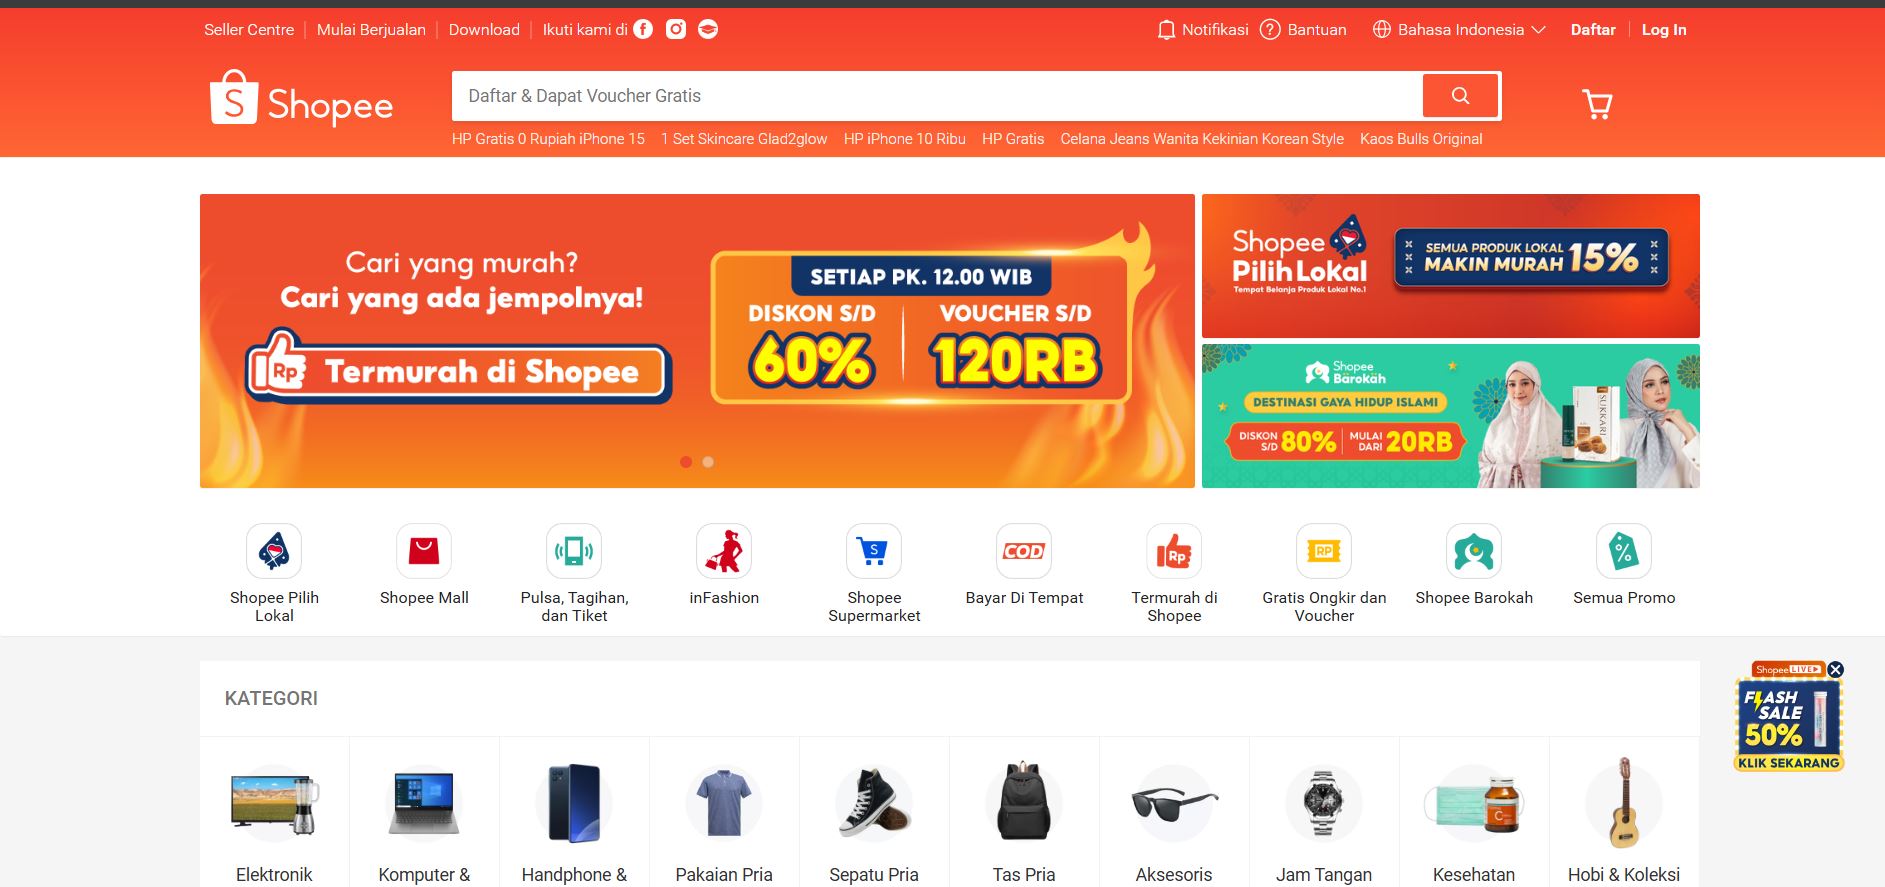 Seller Centre | Mulai Berjualan | Download | Ikuti kami di
Notifikasi Bantuan Bahasa Indonesia Daftar | Log In
Shopee
Daftar & Dapat Voucher Gratis
HP Gratis 0 Rupiah iPhone 15 1 Set Skincare Glad2glow HP iPhone 10 Ribu HP Gratis Celana Jeans Wanita Kekinian Korean Style Kaos Bulls Original
Cari yang murah?
Cari yang ada jempolnya!
Rp Termurah di Shopee
SETIAP PK. 12.00 WIB
DISKON S/D
60%
VOUCHER S/D
120RB
Shopee
Pilih Lokal
Tempat Belanja Produk Lokal No.1
SEMUA PRODUK LOKAL
MAKIN MURAH 15%
Shopee
Barokah
DESTINASI GAYA HIDUP ISLAMI
DISKON S/D 80% MULAI DARI 20RB
SUKKARI
S
COD
Rp
RP
Shopee Pilih
Lokal
Shopee Mall
Pulsa, Tagihan,
dan Tiket
inFashion
Shopee
Supermarket
Bayar Di Tempat
Termurah di
Shopee
Gratis Ongkir dan
Voucher
Shopee Barokah
Semua Promo
KATEGORI
Shopee LIVE
FLASH
SALE
50%
KLIK SEKARANG
C
Elektronik
Komputer &
Handphone &
Pakaian Pria
Sepatu Pria
Tas Pria
Aksesoris
Jam Tangan
Kesehatan
Hobi & Koleksi